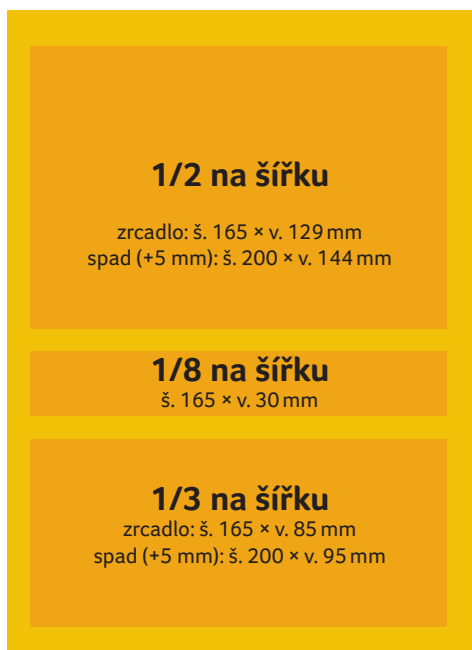 1/2 na šířku
zrcadlo: š. 165 × v. 129 mm
spad (+5 mm): š. 200 × v. 144 mm
1/8 na šířku
š. 165 × v. 30 mm
1/3 na šířku
zrcadlo: š. 165 × v. 85 mm
spad (+5 mm): š. 200 × v. 95 mm